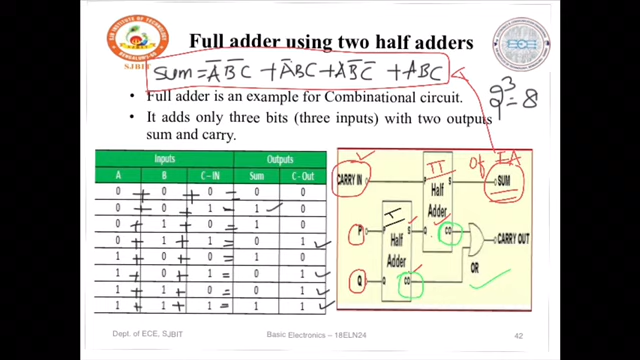 Full adder using two half adders
SJBIT
Sum = A̅ B̅ C + A̅ B C + A B̅ C̅ + A B C
2³ = 8
• Full adder is an example for Combinational circuit.
• It adds only three bits (three inputs) with two outputs sum and carry.
Inputs Outputs
A B C – IN Sum C - Out
0 + 0 + 0 = 0 0
0 + 0 + 1 = 1 ✓ 0
0 + 1 + 0 = 1 0
0 + 1 + 1 = 0 1 ✓
1 + 0 + 0 = 1 0
1 + 0 + 1 = 0 1 ✓
1 + 1 + 0 = 0 1 ✓
1 + 1 + 1 = 1 1 ✓
CARRY IN
P
Q
I
P S
Half
Adder
Q CO
II
P S
Half
Adder
Q CO
of FA
SUM
CARRY OUT
OR
Dept. of ECE, SJBIT
Basic Electronics - 18ELN24
42